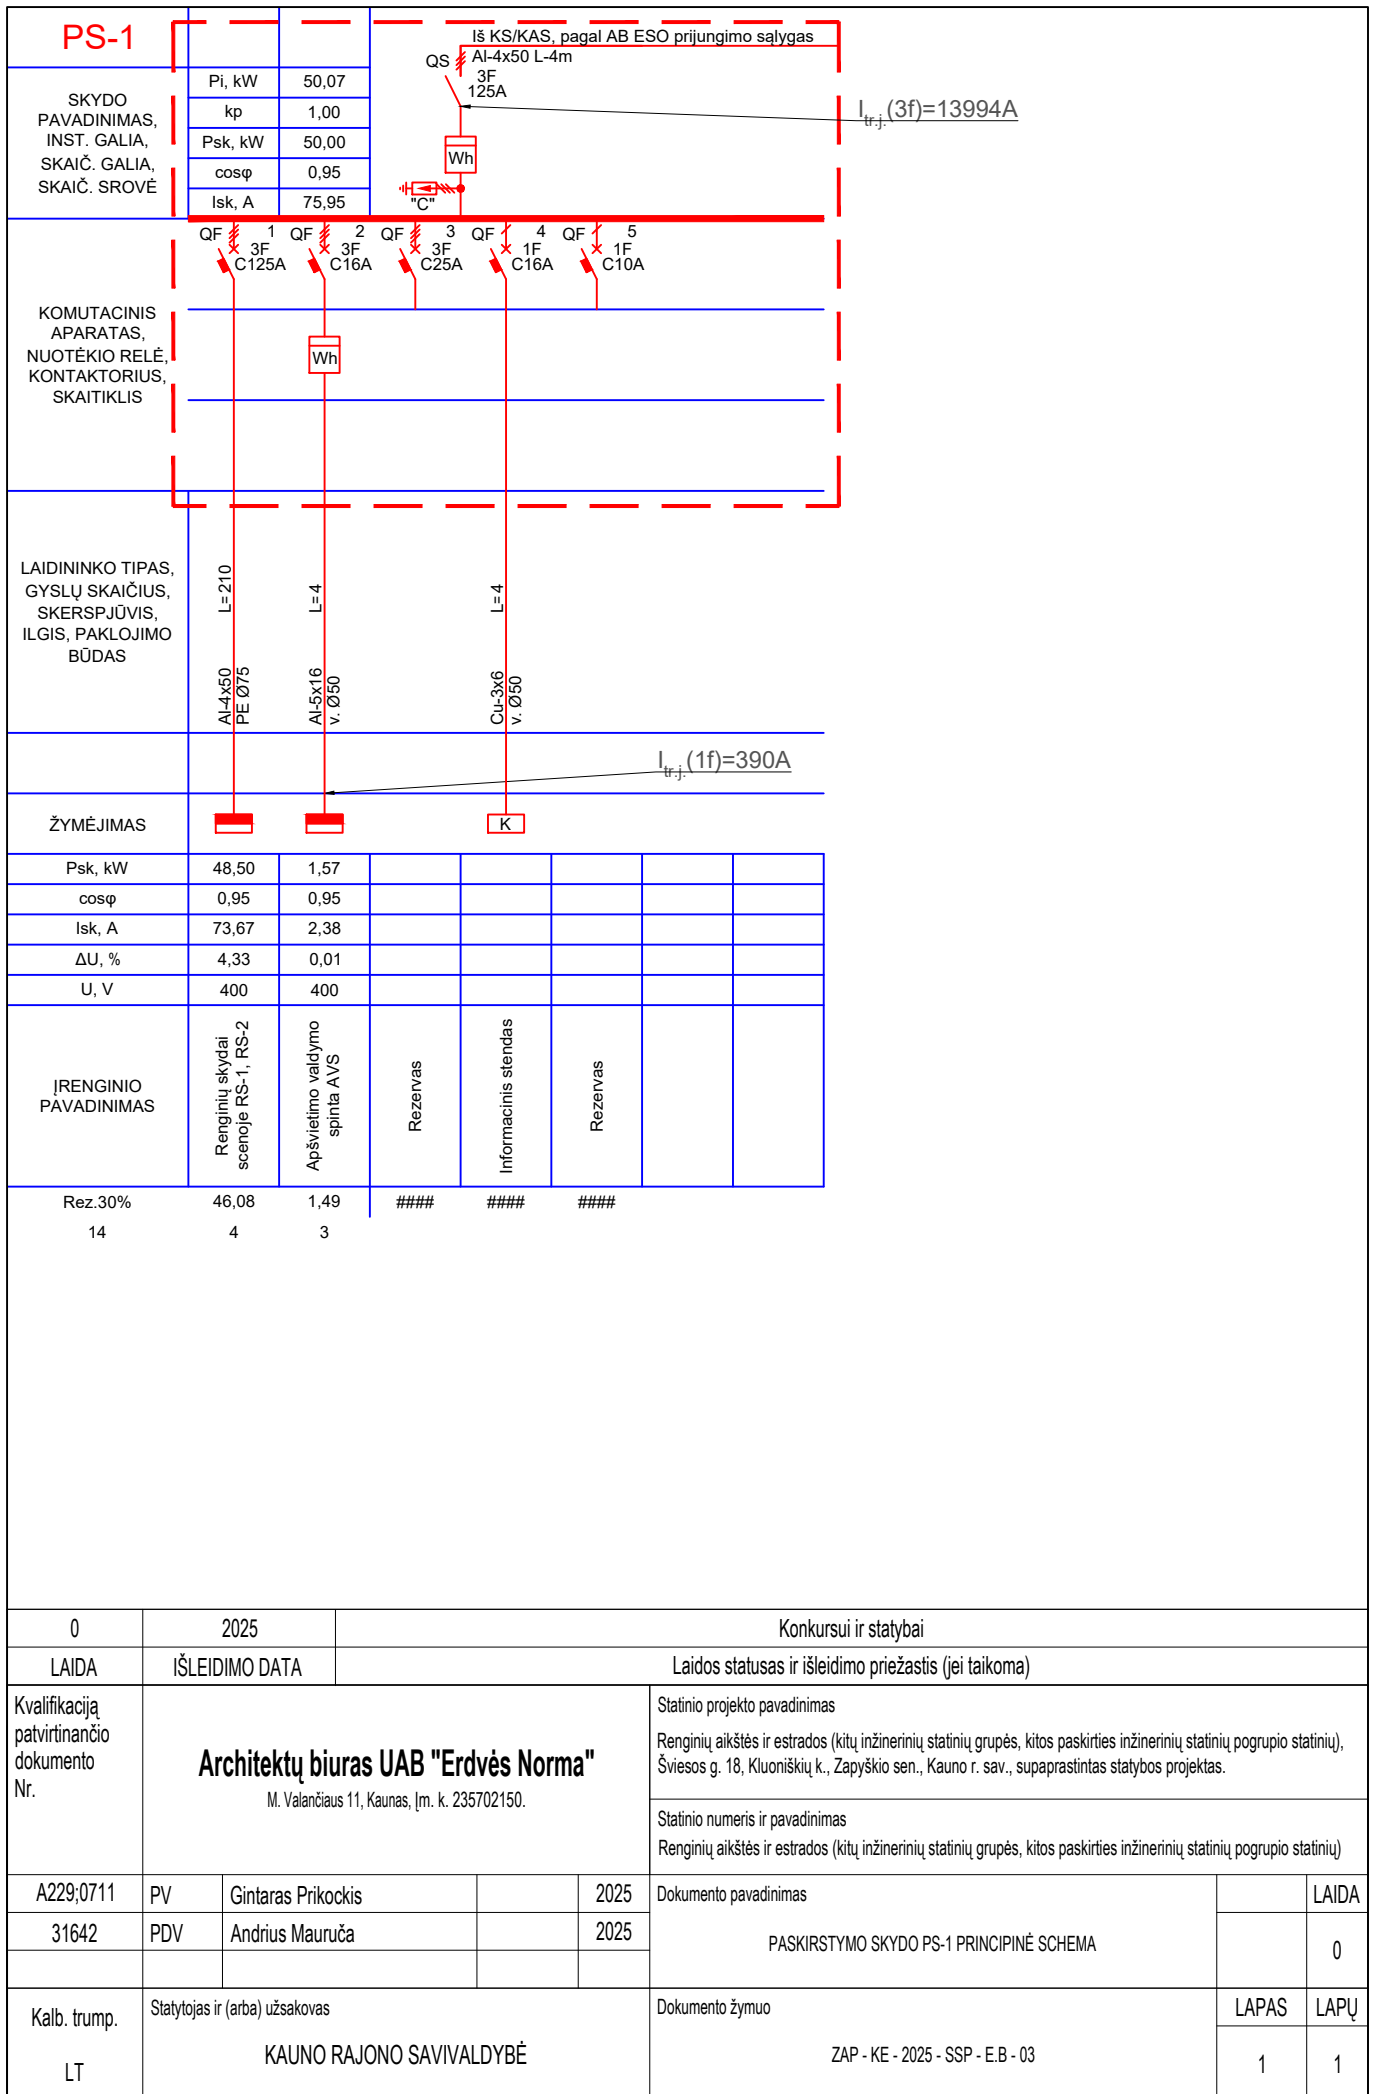 PS-1
Iš KS/KAS, pagal AB ESO prijungimo sąlygas
QS
Al-4x50 L-4m
3F
125A
I tr.j.(3f)=13994A
SKYDO
PAVADINIMAS,
INST. GALIA,
SKAIČ. GALIA,
SKAIČ. SROVĖ
Pi, kW 50,07
kp 1,00
Psk, kW 50,00
cosφ 0,95
Isk, A 75,95
Wh
"C"
QF 1 QF 2 QF 3 QF 4 QF 5
3F 3F 3F 1F 1F
C125A C16A C25A C16A C10A
KOMUTACINIS
APARATAS,
NUOTĖKIO RELĖ,
KONTAKTORIUS,
SKAITIKLIS
Wh
LAIDININKO TIPAS,
GYSLŲ SKAIČIUS,
SKERSPJŪVIS,
ILGIS, PAKLOJIMO
BŪDAS
L= 210
Al-4x50
PE Ø75
L= 4
Al-5x16
v. Ø50
L= 4
Cu-3x6
v. Ø50
I tr.j.(1f)=390A
ŽYMĖJIMAS
K
Psk, kW 48,50 1,57
cosφ 0,95 0,95
Isk, A 73,67 2,38
ΔU, % 4,33 0,01
U, V 400 400
ĮRENGINIO
PAVADINIMAS
Renginių skydai
scenoje RS-1, RS-2
Apšvietimo valdymo
spinta AVS
Rezervas
Informacinis stendas
Rezervas
Rez.30% 46,08 1,49 #### #### ####
14 4 3
0 2025 Konkursui ir statybai
LAIDA IŠLEIDIMO DATA Laidos statusas ir išleidimo priežastis (jei taikoma)
Kvalifikaciją
patvirtinančio
dokumento
Nr.
Architektų biuras UAB "Erdvės Norma"
M. Valančiaus 11, Kaunas, Įm. k. 235702150.
Statinio projekto pavadinimas
Renginių aikštės ir estrados (kitų inžinerinių statinių grupės, kitos paskirties inžinerinių statinių pogrupio statinių),
Šviesos g. 18, Kluoniškių k., Zapyškio sen., Kauno r. sav., supaprastintas statybos projektas.
Statinio numeris ir pavadinimas
Renginių aikštės ir estrados (kitų inžinerinių statinių grupės, kitos paskirties inžinerinių statinių pogrupio statinių)
A229;0711 PV Gintaras Prikockis 2025
31642 PDV Andrius Mauruča 2025
Dokumento pavadinimas
PASKIRSTYMO SKYDO PS-1 PRINCIPINĖ SCHEMA
LAIDA
0
Kalb. trump.
LT
Statytojas ir (arba) užsakovas
KAUNO RAJONO SAVIVALDYBĖ
Dokumento žymuo
ZAP - KE - 2025 - SSP - E.B - 03
LAPAS LAPŲ
1 1